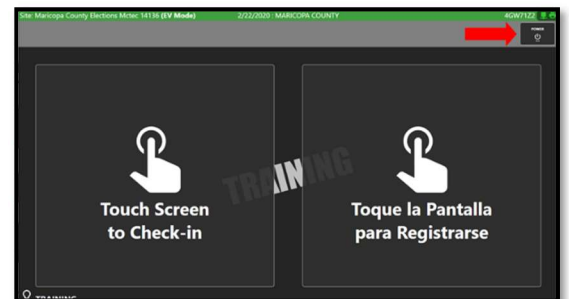 Site: Maricopa County Elections Mctec 14136 (EV Mode) 2/22/2020 : MARICOPA COUNTY 4GW71Z2
POWER
TRAINING
Touch Screen
to Check-in
Toque la Pantalla
para Registrarse
TRAINING